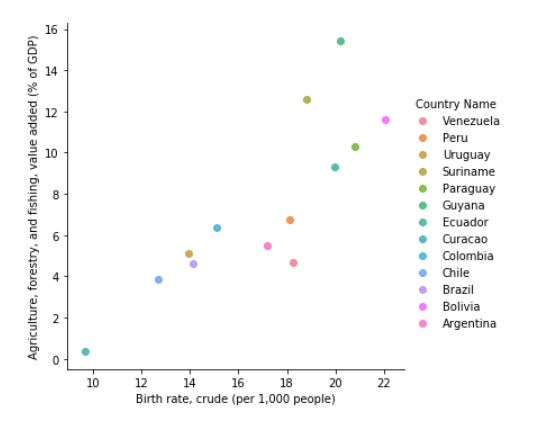 Agriculture, forestry, and fishing, value added (% of GDP)
16
14
12
10
8
6
4
2
0
10 12 14 16 18 20 22
Birth rate, crude (per 1,000 people)
Country Name
Venezuela
Peru
Uruguay
Suriname
Paraguay
Guyana
Ecuador
Curacao
Colombia
Chile
Brazil
Bolivia
Argentina